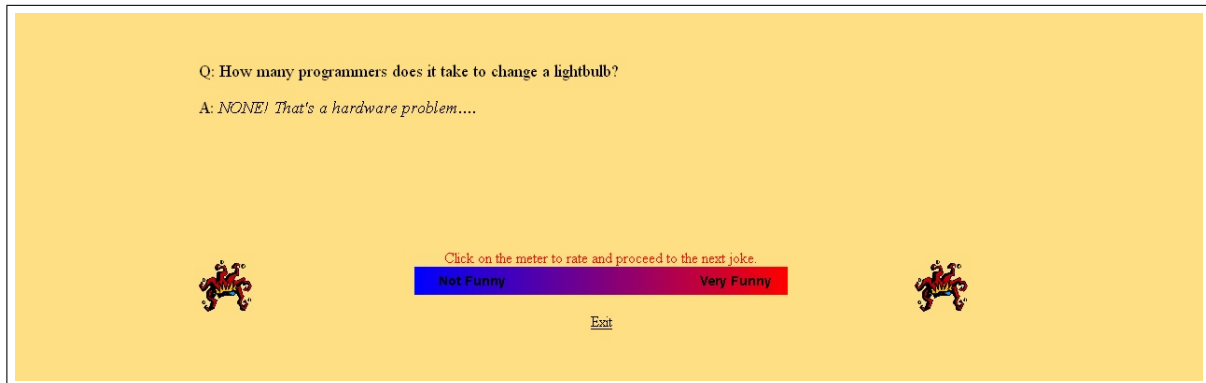 Q: How many programmers does it take to change a lightbulb?
A: NONE! That's a hardware problem....
Click on the meter to rate and proceed to the next joke.
Not Funny Very Funny
Exit